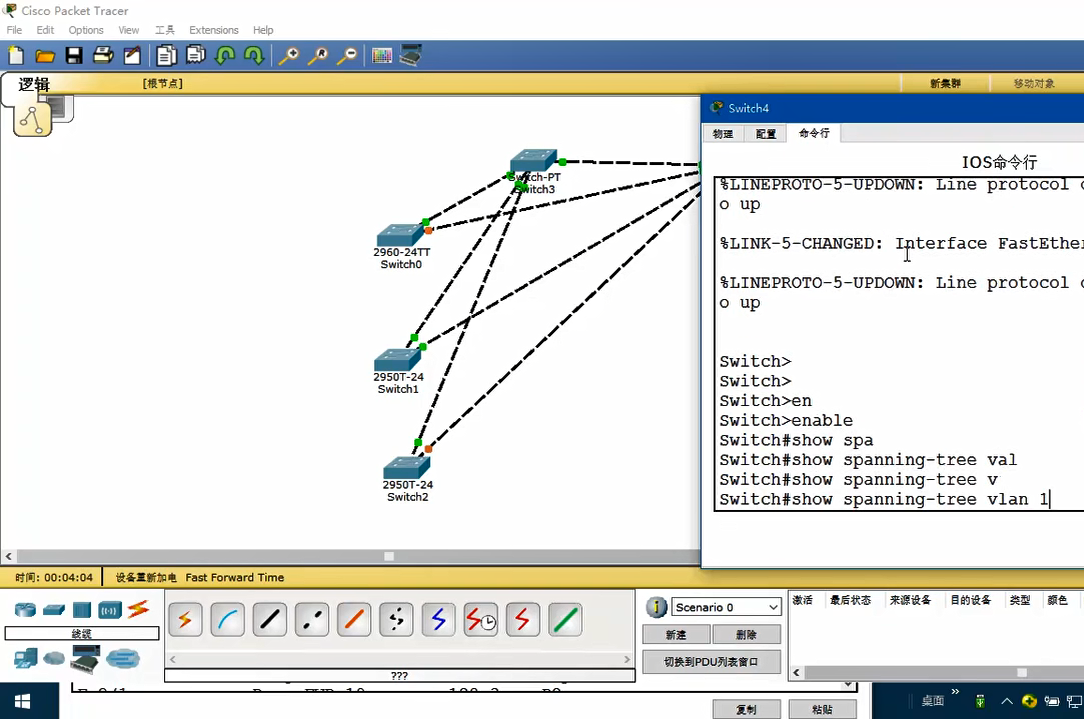 Cisco Packet Tracer
File Edit Options View 工具 Extensions Help
逻辑
[根节点]
新集群
移动对象
Switch-PT
Switch3
2960-24TT
Switch0
2950T-24
Switch1
2950T-24
Switch2
Switch4
物理 配置 命令行
IOS命令行
%LINEPROTO-5-UPDOWN: Line protocol
o up
%LINK-5-CHANGED: Interface FastEther
%LINEPROTO-5-UPDOWN: Line protocol
o up
Switch>
Switch>
Switch>en
Switch>enable
Switch#show spa
Switch#show spanning-tree val
Switch#show spanning-tree v
Switch#show spanning-tree vlan 1
时间: 00:04:04 设备重新加电 Fast Forward Time
线缆
???
Scenario 0
新建 删除
切换到PDU列表窗口
激活 最后状态 来源设备 目的设备 类型 颜色
复制 粘贴
桌面